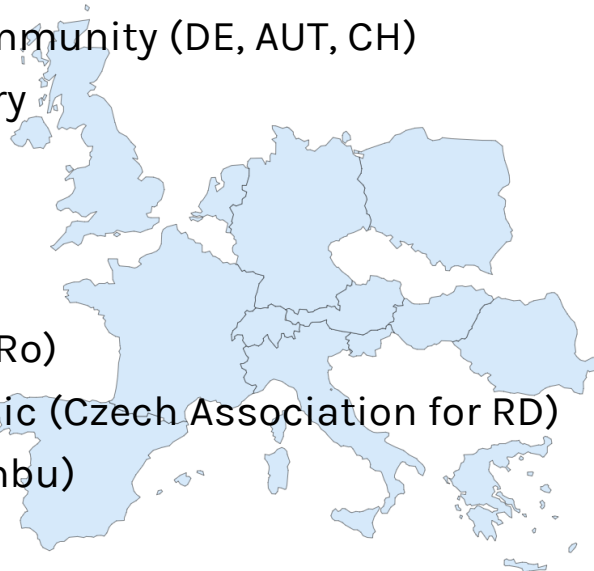 mmunity (DE, AUT, CH)
ry
Ro)
ic (Czech Association for RD)
nbu)